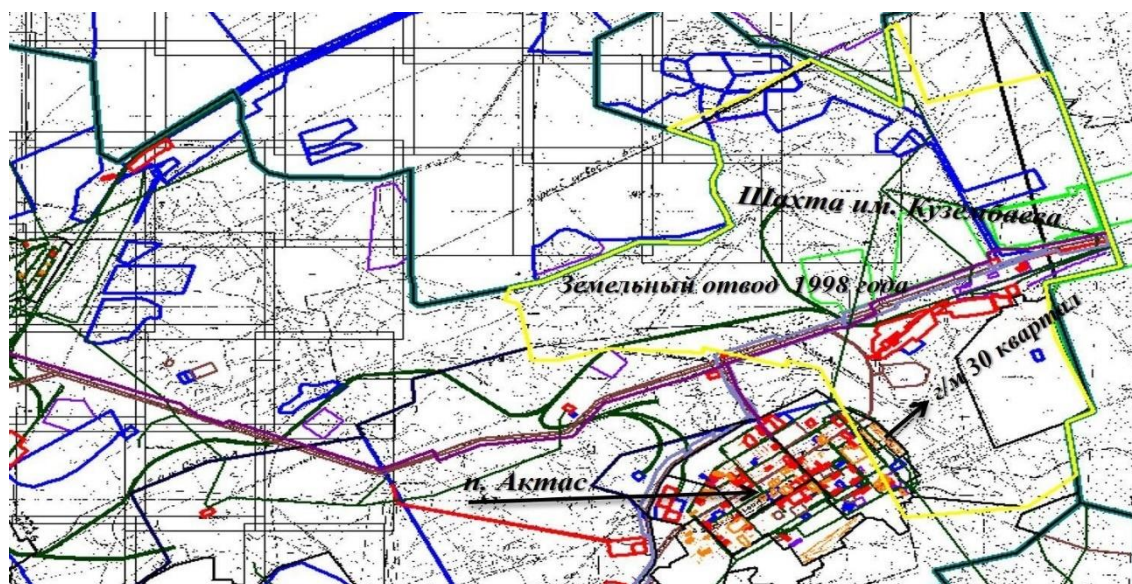 Шахта им. Кузембаева
Земельный отвод 1998 года
э/м 30 квартал
п. Актас